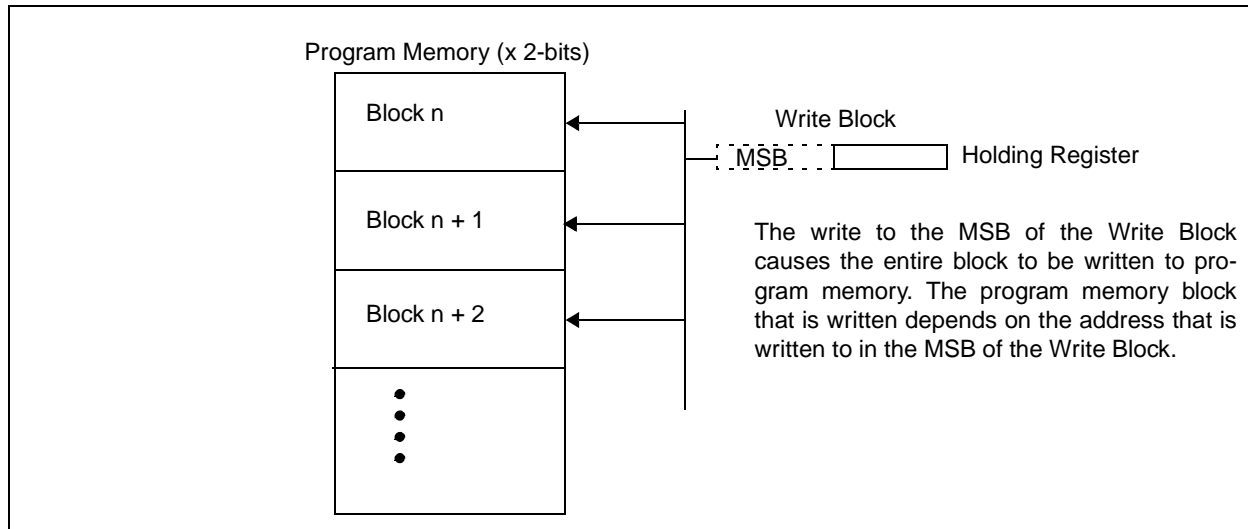 Program Memory (x 2-bits)
Block n
Write Block
MSB
Holding Register
Block n + 1
The write to the MSB of the Write Block
causes the entire block to be written to pro-
gram memory. The program memory block
that is written depends on the address that is
written to in the MSB of the Write Block.
Block n + 2